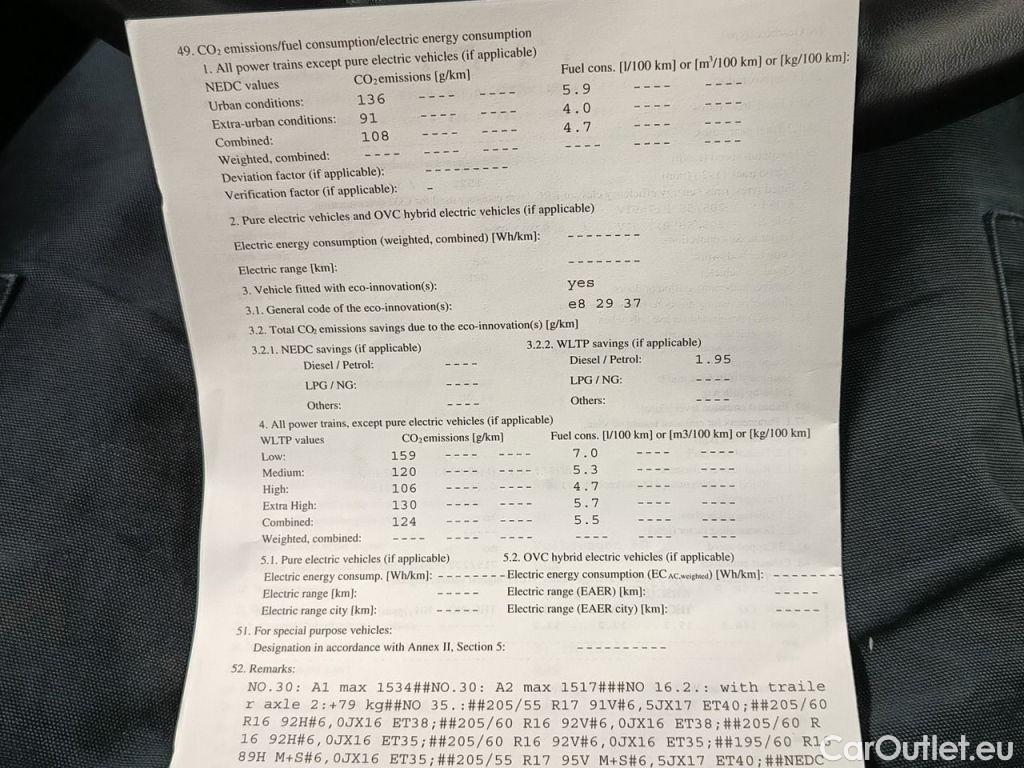 49. CO₂ emissions/fuel consumption/electric energy consumption
1. All power trains except pure electric vehicles (if applicable)
NEDC values CO₂emissions [g/km] Fuel cons. [l/100 km] or [m³/100 km] or [kg/100 km]:
Urban conditions: 136 ---- ---- 5.9 ---- ----
Extra-urban conditions: 91 ---- ---- 4.0 ---- ----
Combined: 108 ---- ---- 4.7 ---- ----
Weighted, combined: ---- ---- ---- ---- ---- ----
Deviation factor (if applicable): ---------
Verification factor (if applicable): -
2. Pure electric vehicles and OVC hybrid electric vehicles (if applicable)
Electric energy consumption (weighted, combined) [Wh/km]: --------
Electric range [km]: --------
3. Vehicle fitted with eco-innovation(s): yes
3.1. General code of the eco-innovation(s): e8 29 37
3.2. Total CO₂ emissions savings due to the eco-innovation(s) [g/km]
3.2.1. NEDC savings (if applicable) 3.2.2. WLTP savings (if applicable)
Diesel / Petrol: ---- Diesel / Petrol: 1.95
LPG / NG: ---- LPG / NG: ----
Others: ---- Others: ----
4. All power trains, except pure electric vehicles (if applicable)
WLTP values CO₂emissions [g/km] Fuel cons. [l/100 km] or [m3/100 km] or [kg/100 km]
Low: 159 ---- ---- 7.0 ---- ----
Medium: 120 ---- ---- 5.3 ---- ----
High: 106 ---- ---- 4.7 ---- ----
Extra High: 130 ---- ---- 5.7 ---- ----
Combined: 124 ---- ---- 5.5 ---- ----
Weighted, combined: ---- ---- ---- ---- ---- ----
5.1. Pure electric vehicles (if applicable) 5.2. OVC hybrid electric vehicles (if applicable)
Electric energy consump. [Wh/km]: -------- Electric energy consumption (EC AC,weighted) [Wh/km]: --------
Electric range [km]: ----- Electric range (EAER) [km]: -----
Electric range city [km]: ----- Electric range (EAER city) [km]: -----
51. For special purpose vehicles:
Designation in accordance with Annex II, Section 5: ----------
52. Remarks:
NO.30: A1 max 1534##NO.30: A2 max 1517###NO 16.2.: with traile
r axle 2:+79 kg##NO 35.:##205/55 R17 91V#6,5JX17 ET40;##205/60
R16 92H#6,0JX16 ET38;##205/60 R16 92V#6,0JX16 ET38;##205/60 R
16 92H#6,0JX16 ET35;##205/60 R16 92V#6,0JX16 ET35;##195/60 R16
89H M+S#6,0JX16 ET35;##205/55 R17 95V M+S#6,5JX17 ET40;##NEDC
CarOutlet.eu